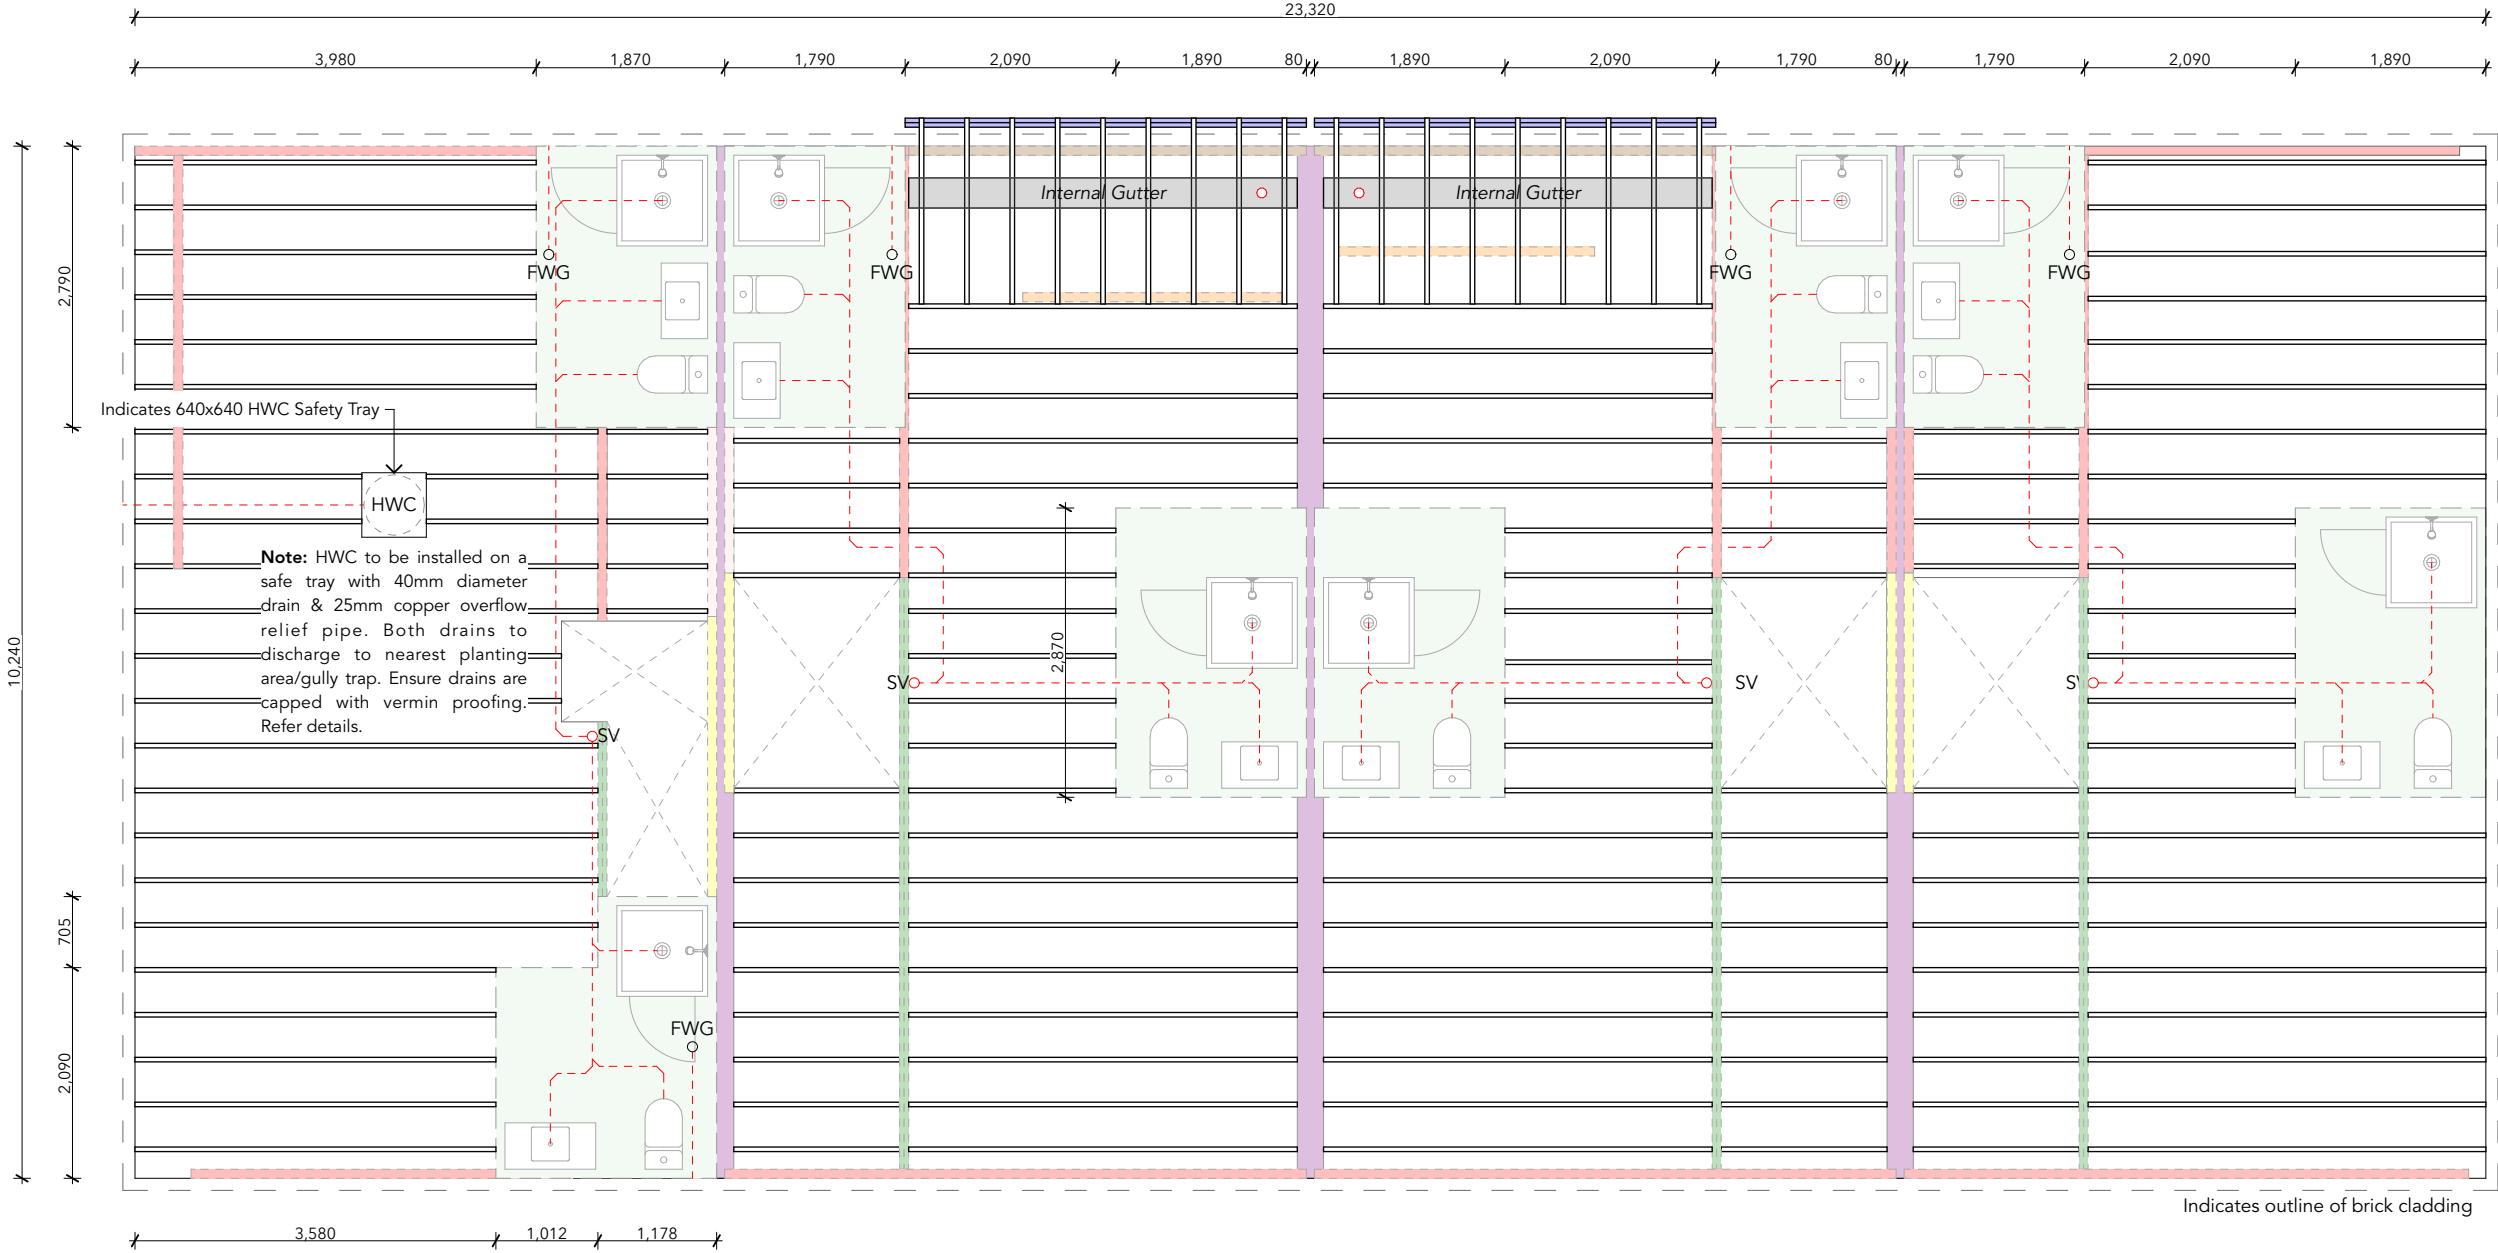 23,320
3,980 1,870 1,790 2,090 1,890 80 1,890 2,090 1,790 80 1,790 2,090 1,890
Internal Gutter Internal Gutter
FWG FWG FWG FWG
2,790
Indicates 640x640 HWC Safety Tray
HWC
Note: HWC to be installed on a
safe tray with 40mm diameter
drain & 25mm copper overflow
relief pipe. Both drains to
discharge to nearest planting
area/gully trap. Ensure drains are
capped with vermin proofing.
Refer details.
10,240
2,870
SV SV SV
SV
705
FWG
2,090
Indicates outline of brick cladding
3,580 1,012 1,178